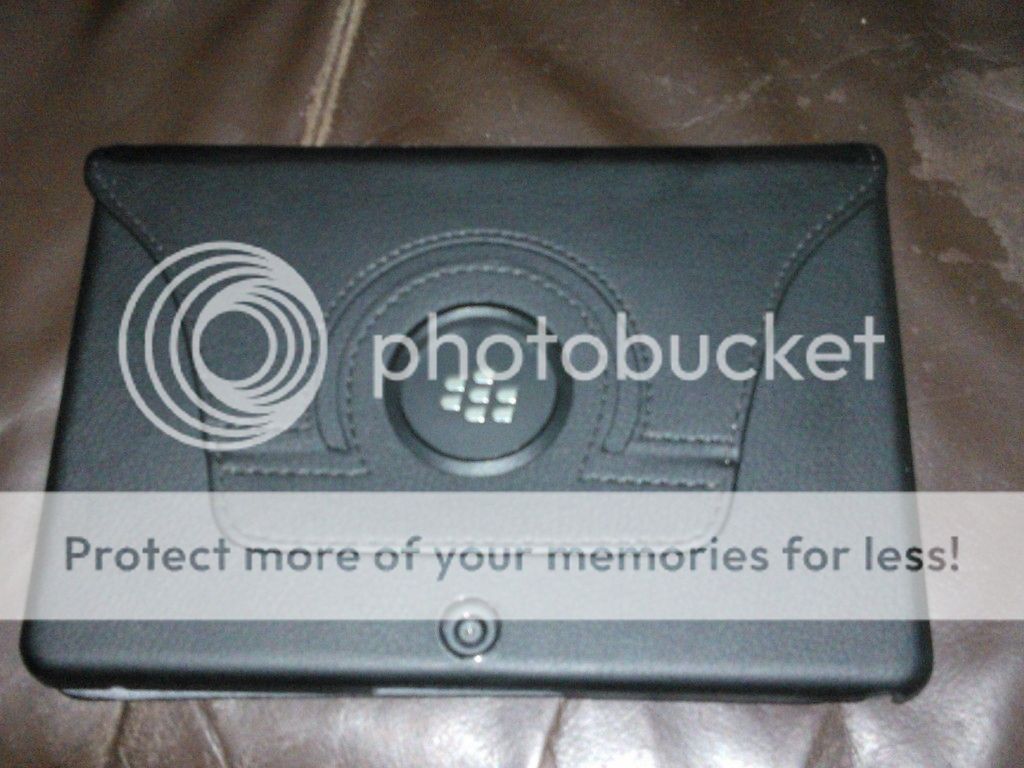 photobucket
Protect more of your memories for less!